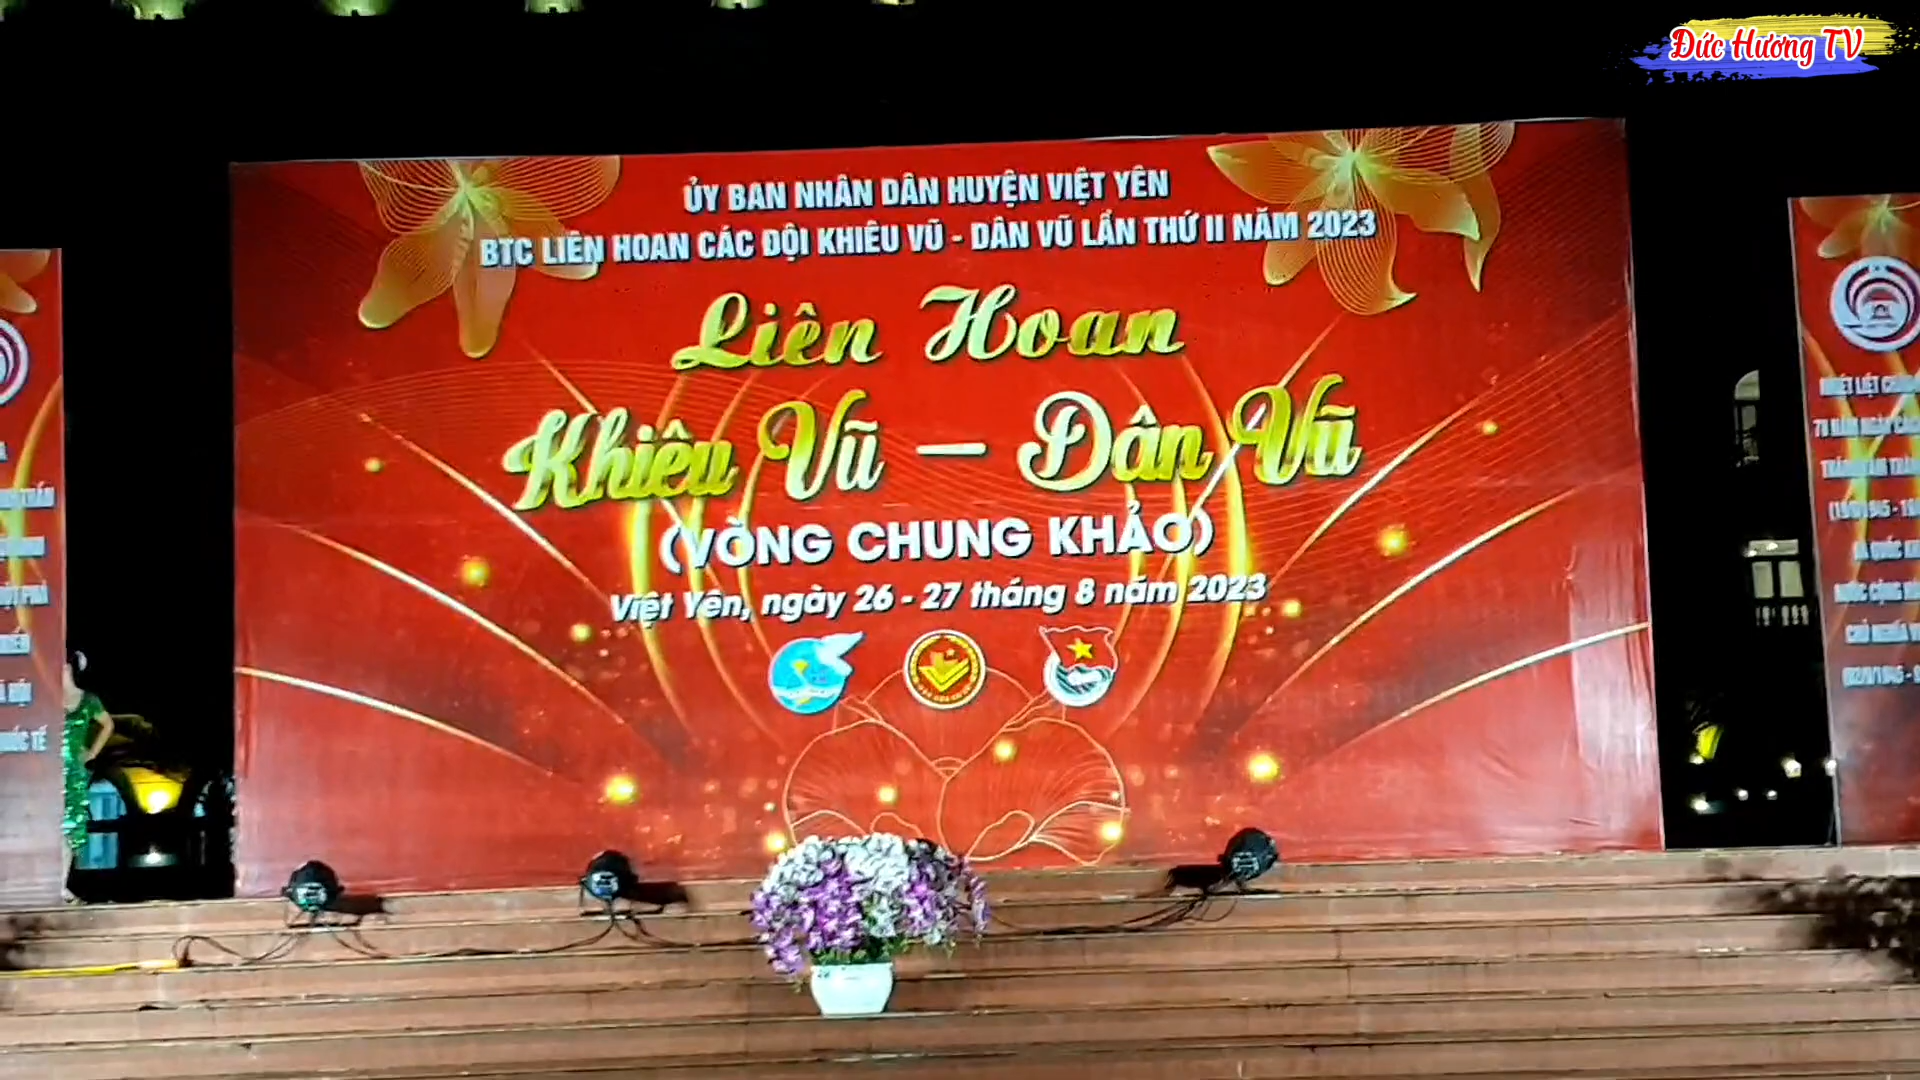 Đức Hương TV
ỦY BAN NHÂN DÂN HUYỆN VIỆT YÊN
BTC LIÊN HOAN CÁC ĐỘI KHIÊU VŨ - DÂN VŨ LẦN THỨ II NĂM 2023
Liên Hoan
Khiêu Vũ - Dân Vũ
(VÒNG CHUNG KHẢO)
Việt Yên, ngày 26 - 27 tháng 8 năm 2023